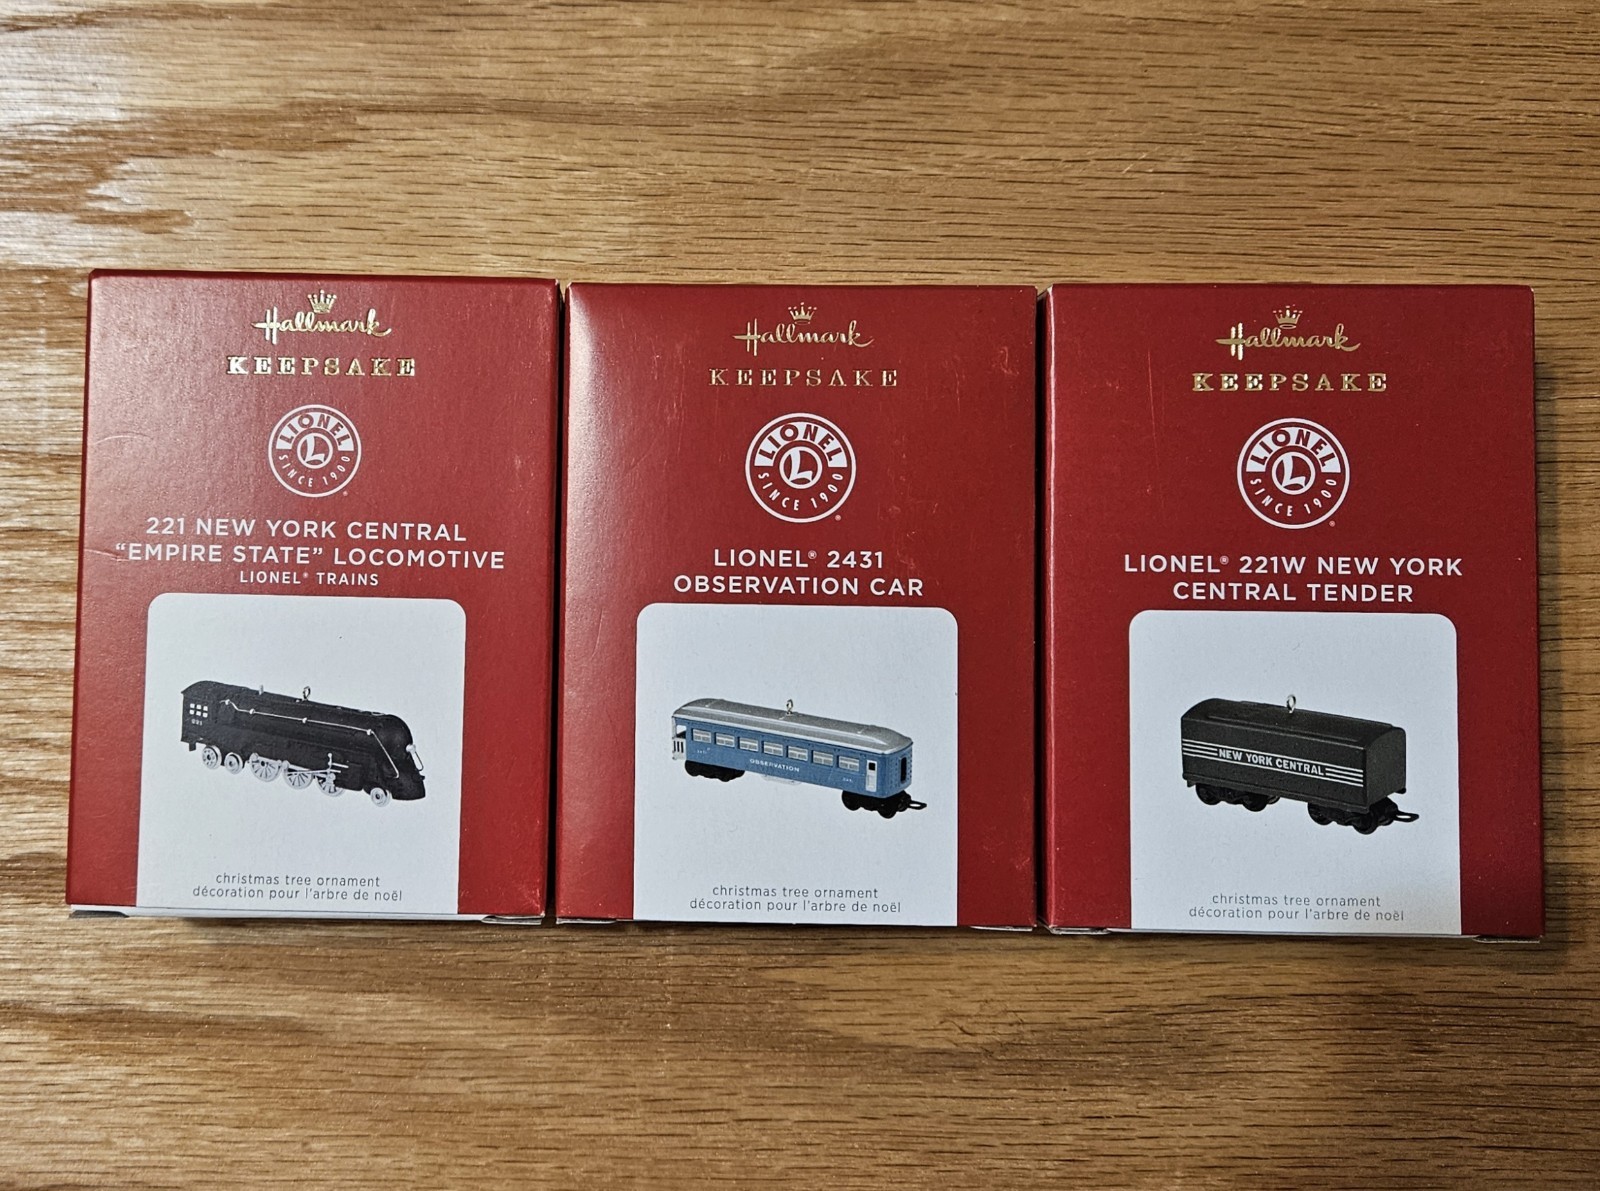 Hallmark
KEEPSAKE
LIONEL
L
SINCE 1900
221 NEW YORK CENTRAL
“EMPIRE STATE” LOCOMOTIVE
LIONEL® TRAINS
221
christmas tree ornament
décoration pour l'arbre de noël
Hallmark
KEEPSAKE
LIONEL
L
SINCE 1900
LIONEL® 2431
OBSERVATION CAR
OBSERVATION
christmas tree ornament
décoration pour l'arbre de noël
Hallmark
KEEPSAKE
LIONEL
L
SINCE 1900
LIONEL® 221W NEW YORK
CENTRAL TENDER
NEW YORK CENTRAL
christmas tree ornament
décoration pour l'arbre de noël